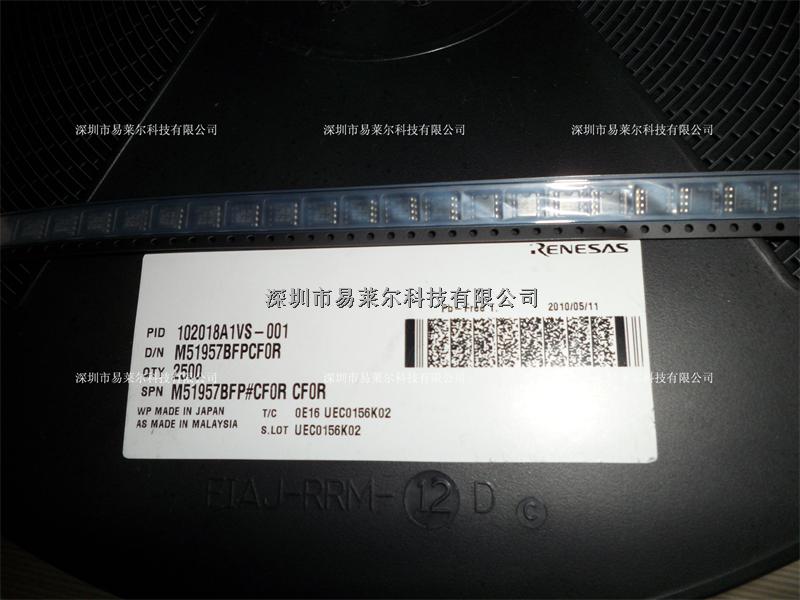 深圳市易莱尔科技有限公司 深圳市易莱尔科技有限公司 深圳市易莱尔科技有限公司
RENESAS
深圳市易莱尔科技有限公司
Pb-Free 1. 2010/05/11
PID 102018A1VS-001
D/N M51957BFPCF0R
QTY 2500
深圳市易莱尔科技有限公司 深圳市易莱尔科技有限公司 深圳市易莱尔科技有限公司
SPN M51957BFP#CF0R CF0R
WP MADE IN JAPAN T/C 0E16 UEC0156K02
AS MADE IN MALAYSIA S.LOT UEC0156K02
EIAJ-RRM-12 D C